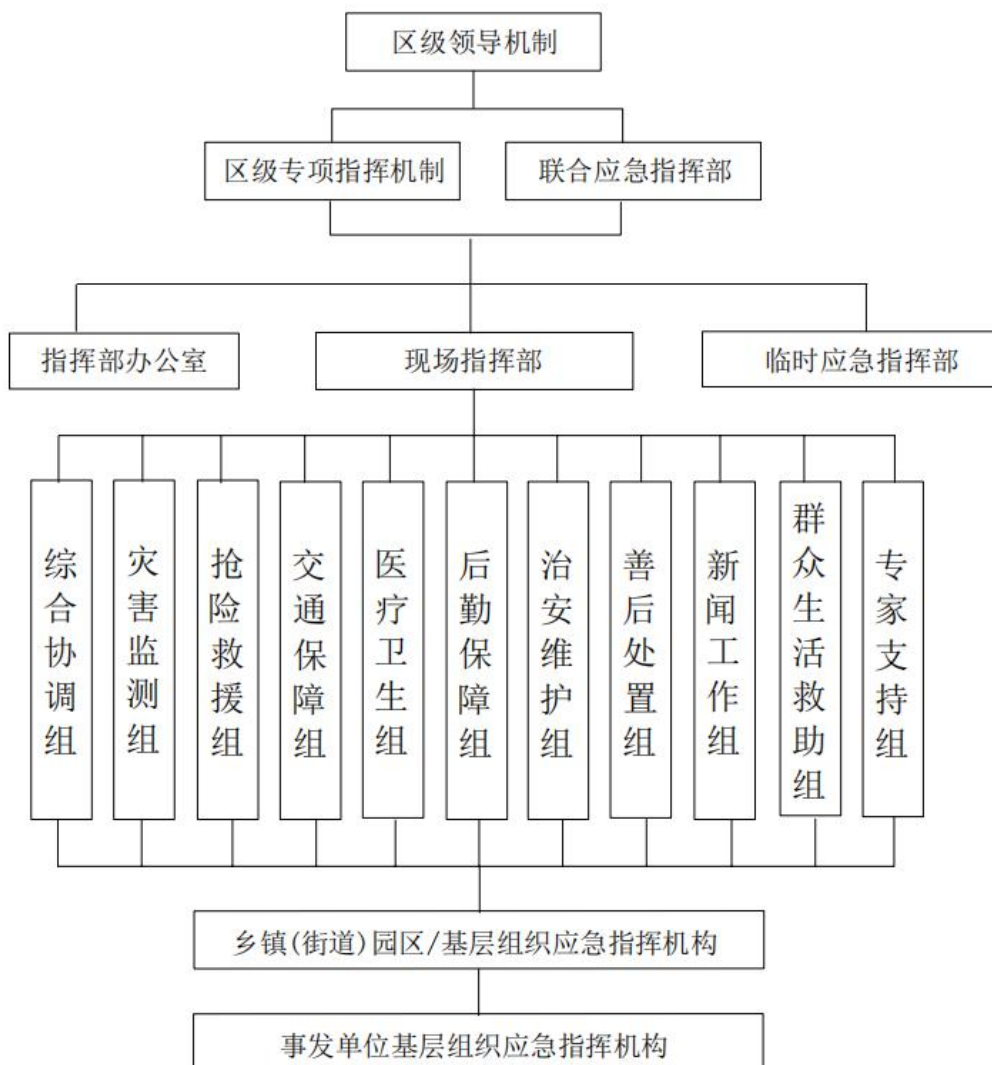 区级领导机制
区级专项指挥机制
联合应急指挥部
指挥部办公室
现场指挥部
临时应急指挥部
综合协调组
灾害监测组
抢险救援组
交通保障组
医疗卫生组
后勤保障组
治安维护组
善后处置组
新闻工作组
群众生活救助组
专家支持组
乡镇(街道)园区/基层组织应急指挥机构
事发单位基层组织应急指挥机构